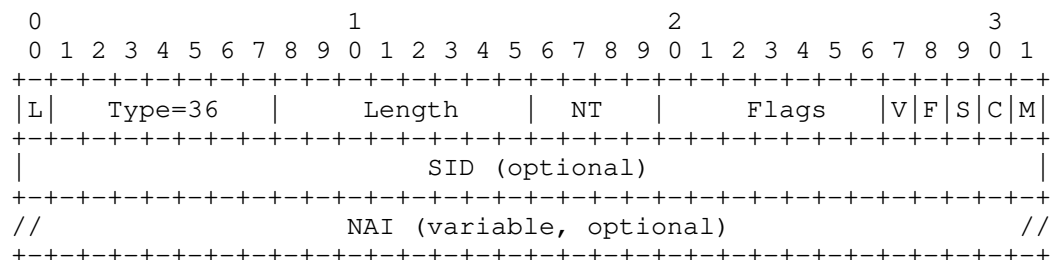 0                   1                   2                   3
 0 1 2 3 4 5 6 7 8 9 0 1 2 3 4 5 6 7 8 9 0 1 2 3 4 5 6 7 8 9 0 1
+-+-+-+-+-+-+-+-+-+-+-+-+-+-+-+-+-+-+-+-+-+-+-+-+-+-+-+-+-+-+-+-+
|L|   Type=36   |     Length    |  NT   |     Flags     |V|F|S|C|M|
+-+-+-+-+-+-+-+-+-+-+-+-+-+-+-+-+-+-+-+-+-+-+-+-+-+-+-+-+-+-+-+-+
|                         SID (optional)                        |
+-+-+-+-+-+-+-+-+-+-+-+-+-+-+-+-+-+-+-+-+-+-+-+-+-+-+-+-+-+-+-+-+
//                   NAI (variable, optional)                  //
+-+-+-+-+-+-+-+-+-+-+-+-+-+-+-+-+-+-+-+-+-+-+-+-+-+-+-+-+-+-+-+-+